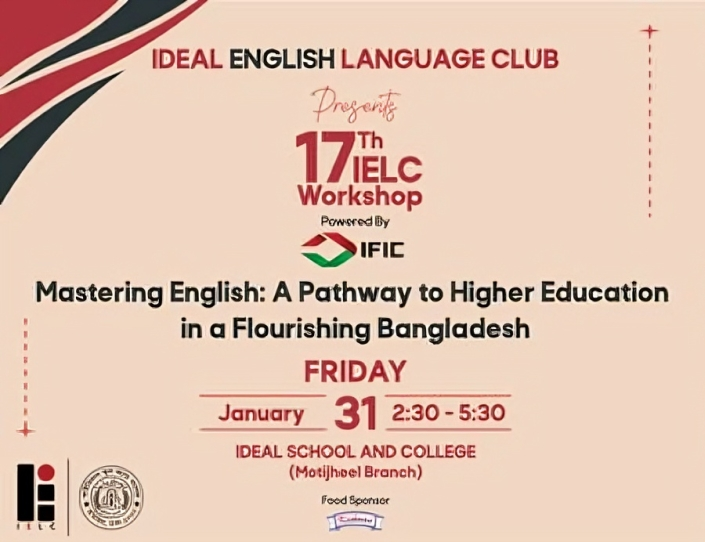 IDEAL ENGLISH LANGUAGE CLUB
Presents
17Th
IELC
Workshop
Powered By
IFIC
Mastering English: A Pathway to Higher Education
in a Flourishing Bangladesh
FRIDAY
January 31 2:30 - 5:30
IDEAL SCHOOL AND COLLEGE
(Motijheel Branch)
Food Sponsor
IELC